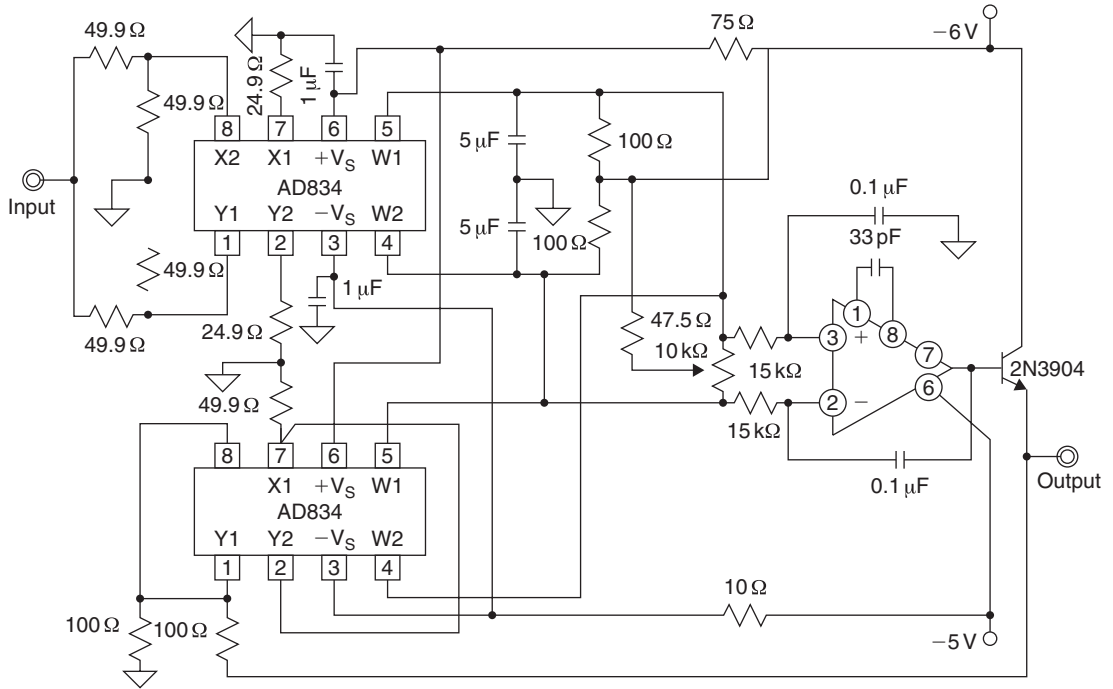 49.9 Ω
75 Ω
−6 V
24.9 Ω
1 μF
49.9 Ω
8 7 6 5
X2 X1 +VS W1
AD834
Y1 Y2 −VS W2
1 2 3 4
Input
5 μF
100 Ω
5 μF
100 Ω
0.1 μF
33 pF
49.9 Ω
1 μF
49.9 Ω
24.9 Ω
47.5 Ω
10 kΩ
15 kΩ
15 kΩ
1
3 +
8
7
2 −
6
2N3904
0.1 μF
Output
49.9 Ω
8 7 6 5
X1 +VS W1
AD834
Y1 Y2 −VS W2
1 2 3 4
10 Ω
100 Ω
100 Ω
−5 V